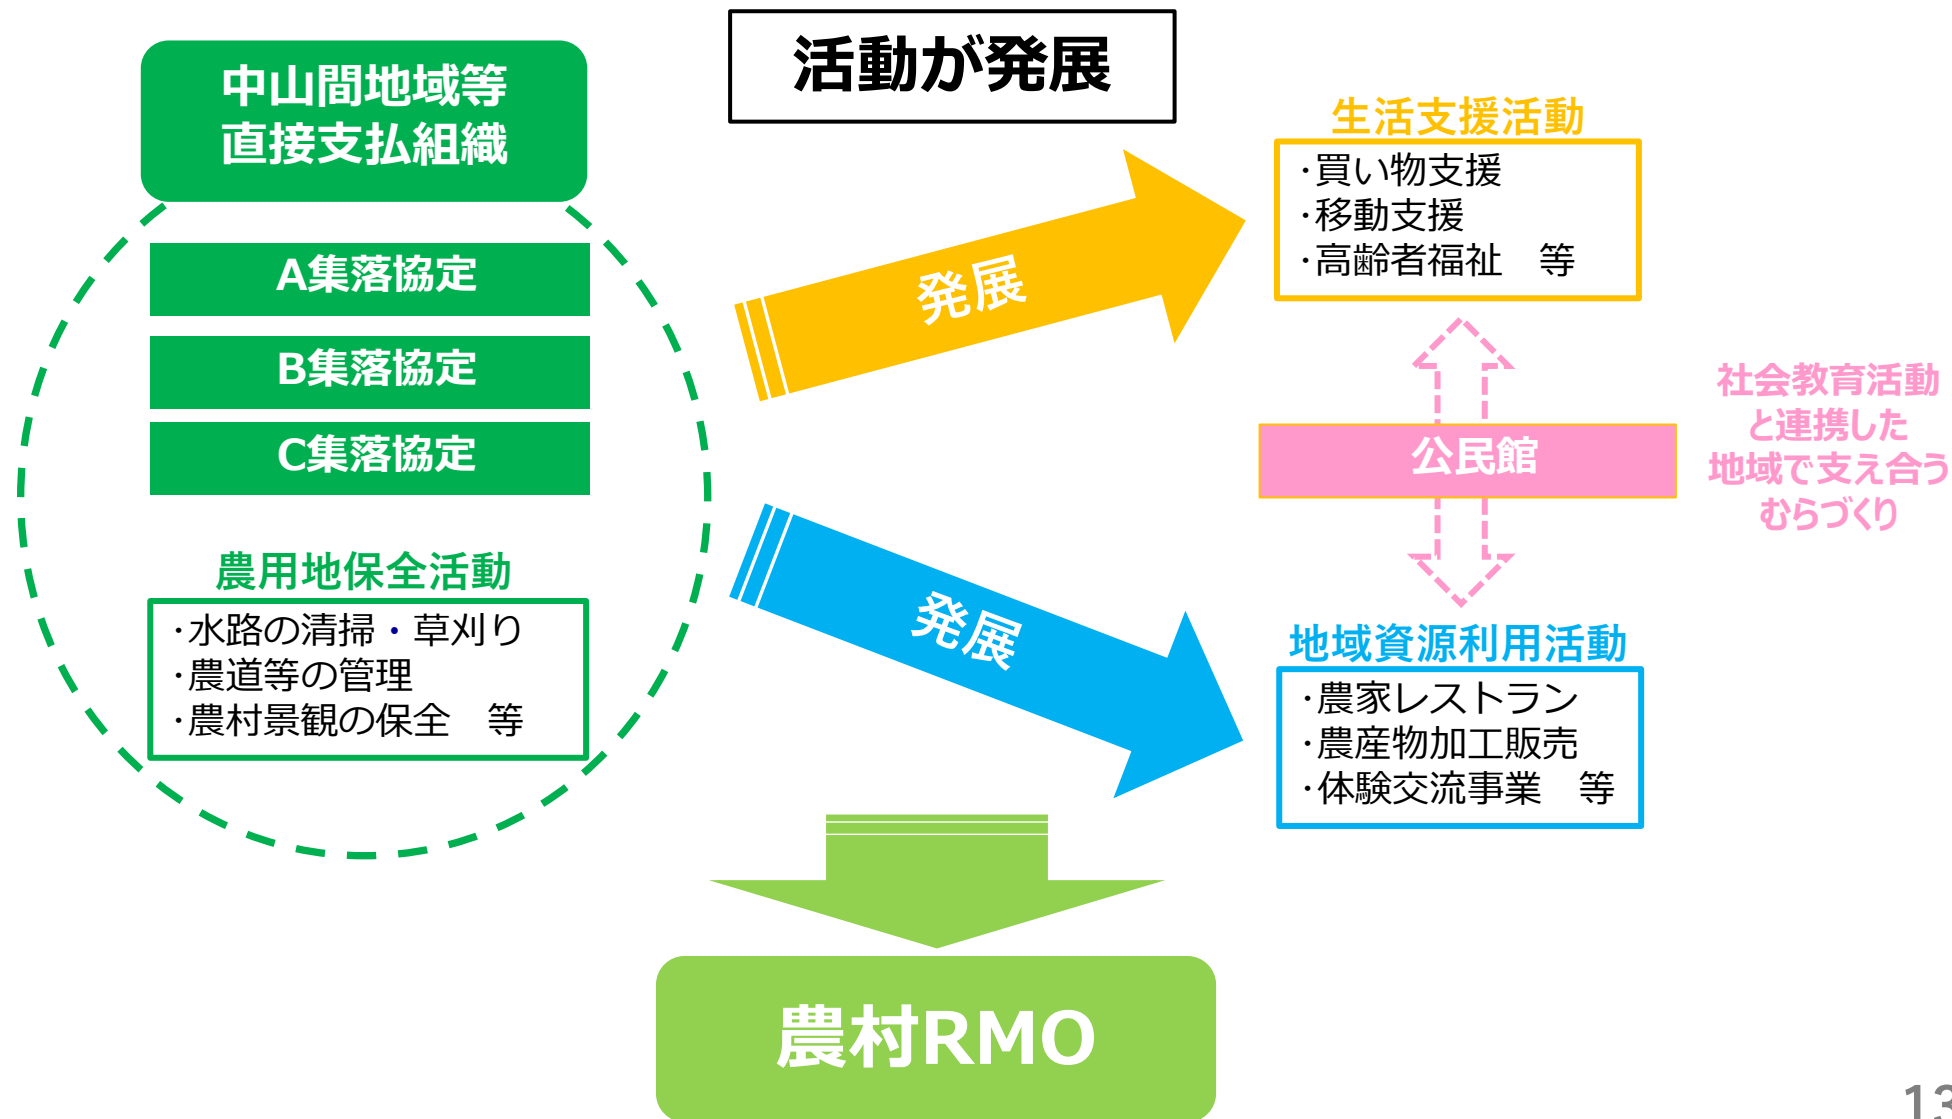 活動が発展
中山間地域等
直接支払組織
A集落協定
B集落協定
C集落協定
農用地保全活動
・水路の清掃・草刈り
・農道等の管理
・農村景観の保全　等
発展
発展
生活支援活動
・買い物支援
・移動支援
・高齢者福祉　等
公民館
社会教育活動
と連携した
地域で支え合う
むらづくり
地域資源利用活動
・農家レストラン
・農産物加工販売
・体験交流事業　等
農村RMO
13